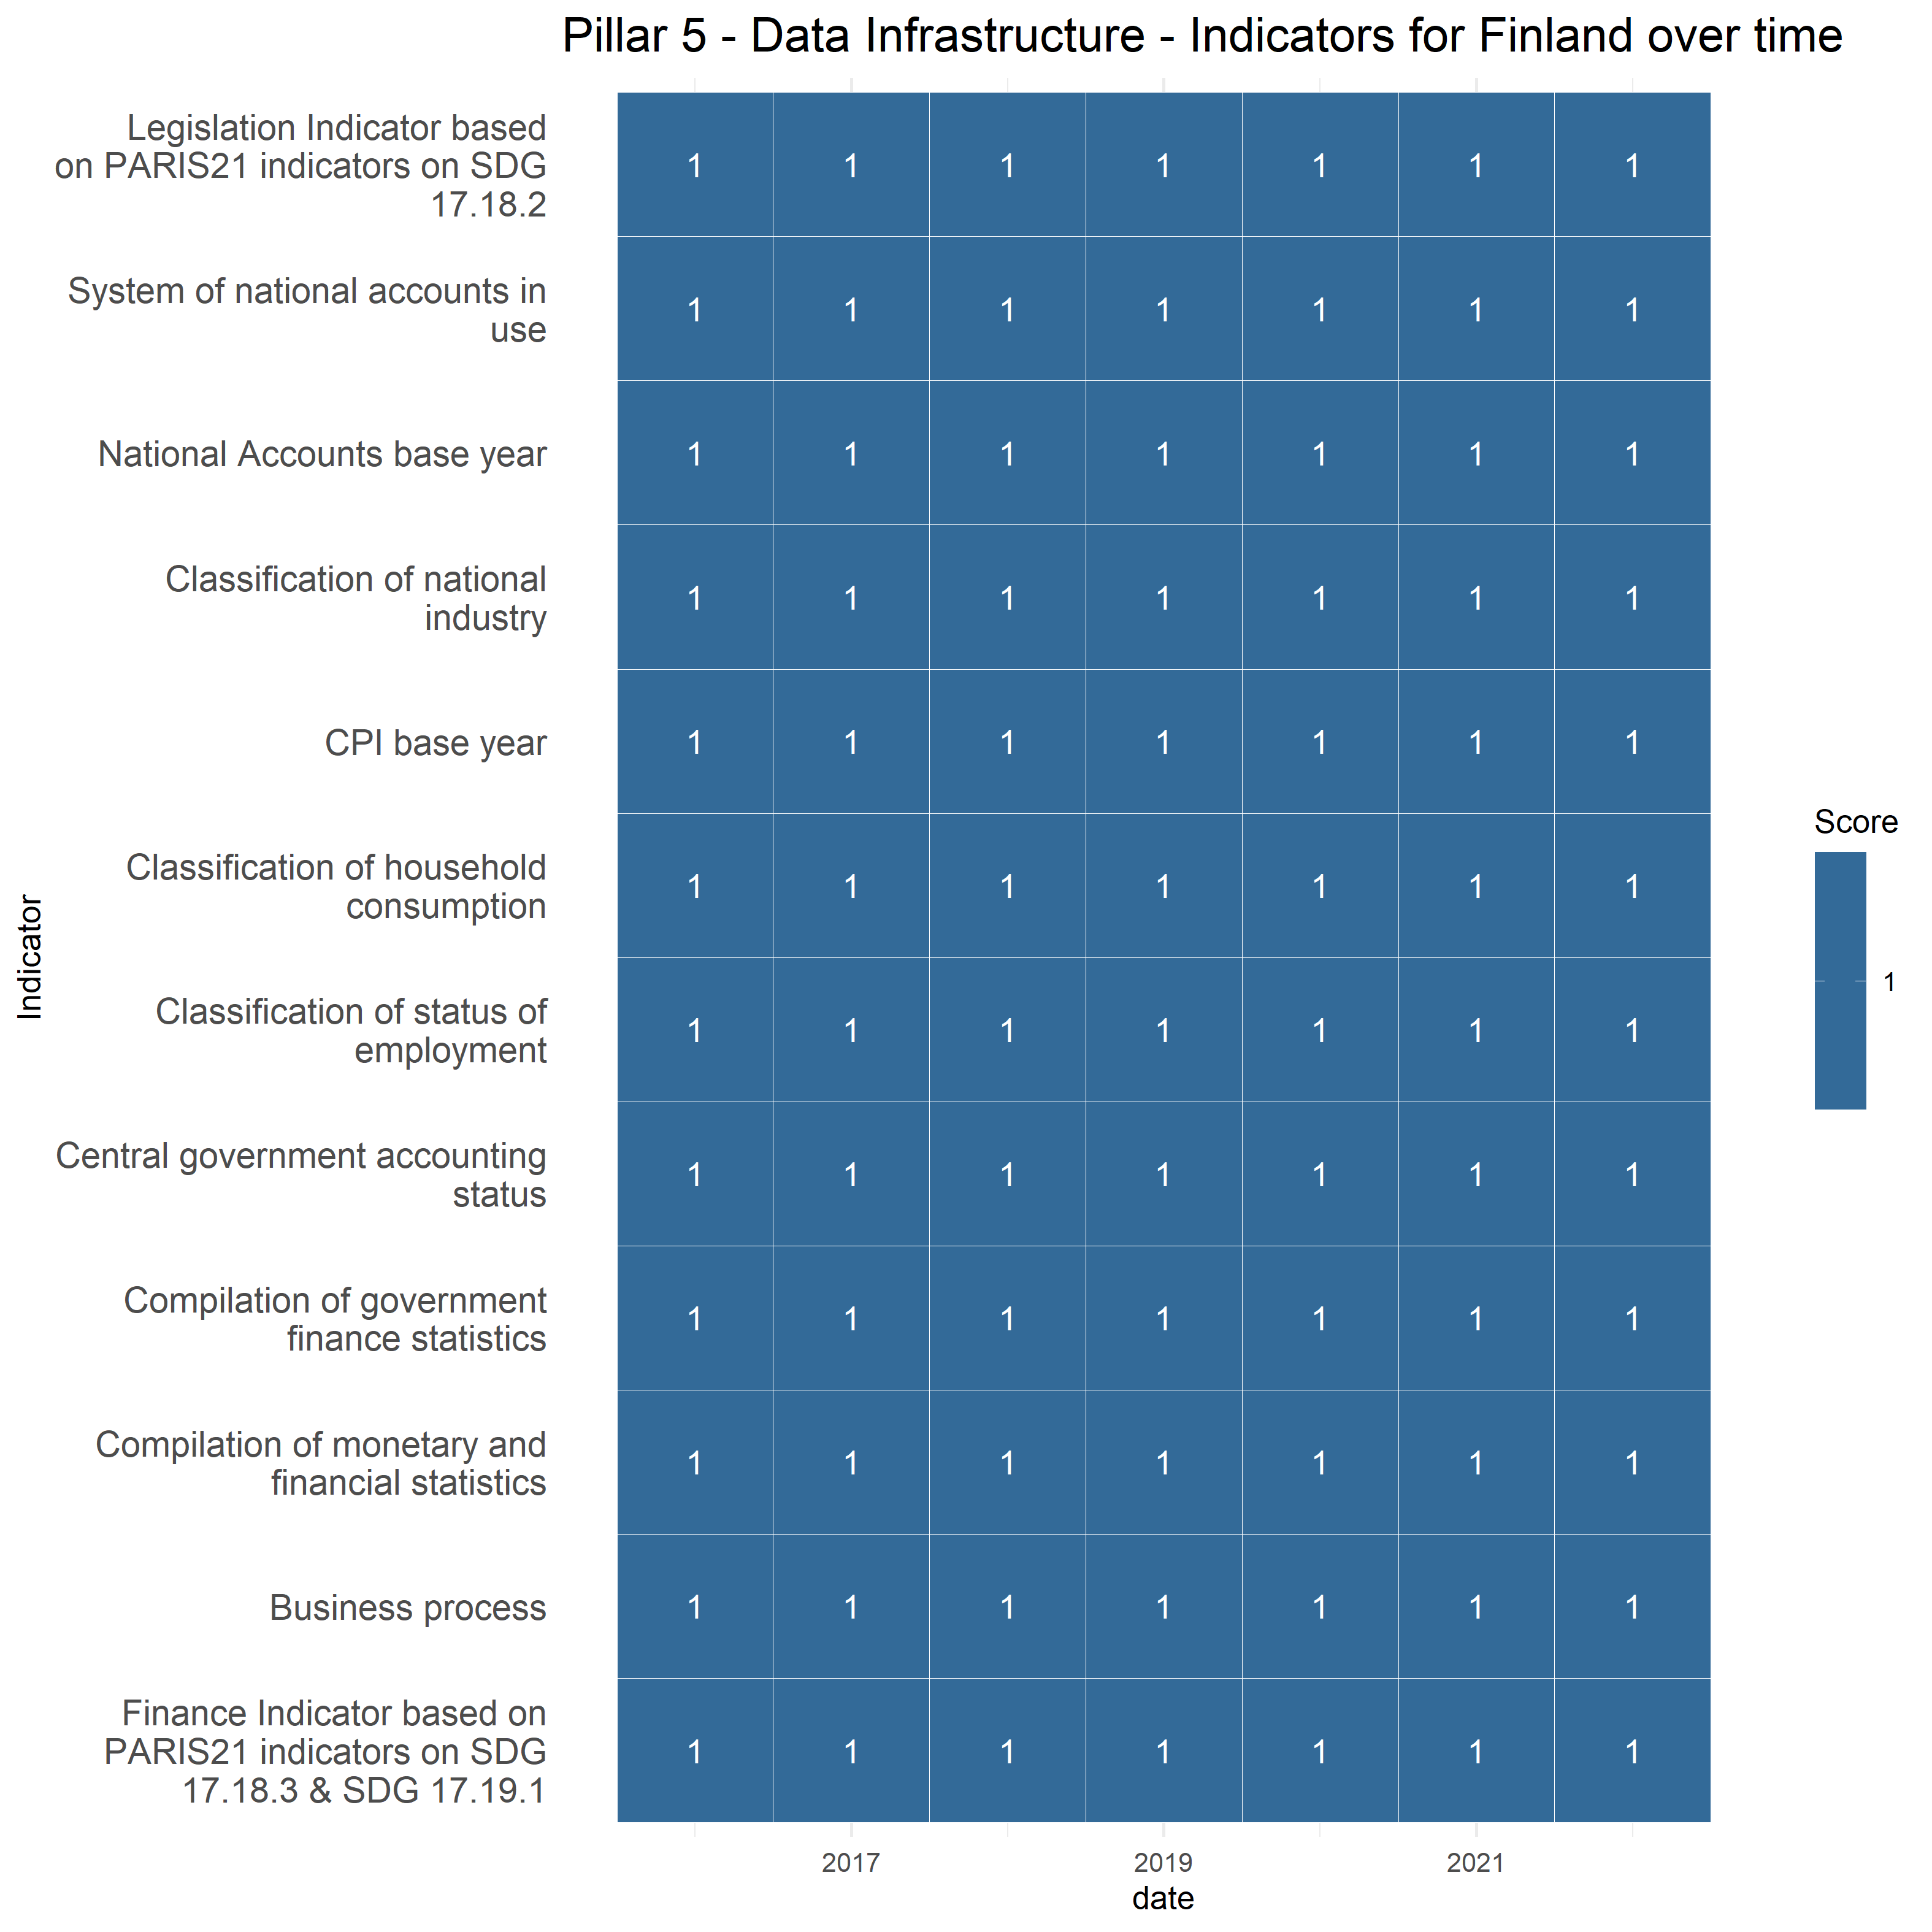 Pillar 5 - Data Infrastructure - Indicators for Finland over time
Legislation Indicator based
on PARIS21 indicators on SDG
17.18.2
1 1 1 1 1 1 1
System of national accounts in
use
1 1 1 1 1 1 1
National Accounts base year
1 1 1 1 1 1 1
Classification of national
industry
1 1 1 1 1 1 1
CPI base year
1 1 1 1 1 1 1
Classification of household
consumption
1 1 1 1 1 1 1
Classification of status of
employment
1 1 1 1 1 1 1
Central government accounting
status
1 1 1 1 1 1 1
Compilation of government
finance statistics
1 1 1 1 1 1 1
Compilation of monetary and
financial statistics
1 1 1 1 1 1 1
Business process
1 1 1 1 1 1 1
Finance Indicator based on
PARIS21 indicators on SDG
17.18.3 & SDG 17.19.1
1 1 1 1 1 1 1
Indicator
2017 2019 2021
date
Score
1